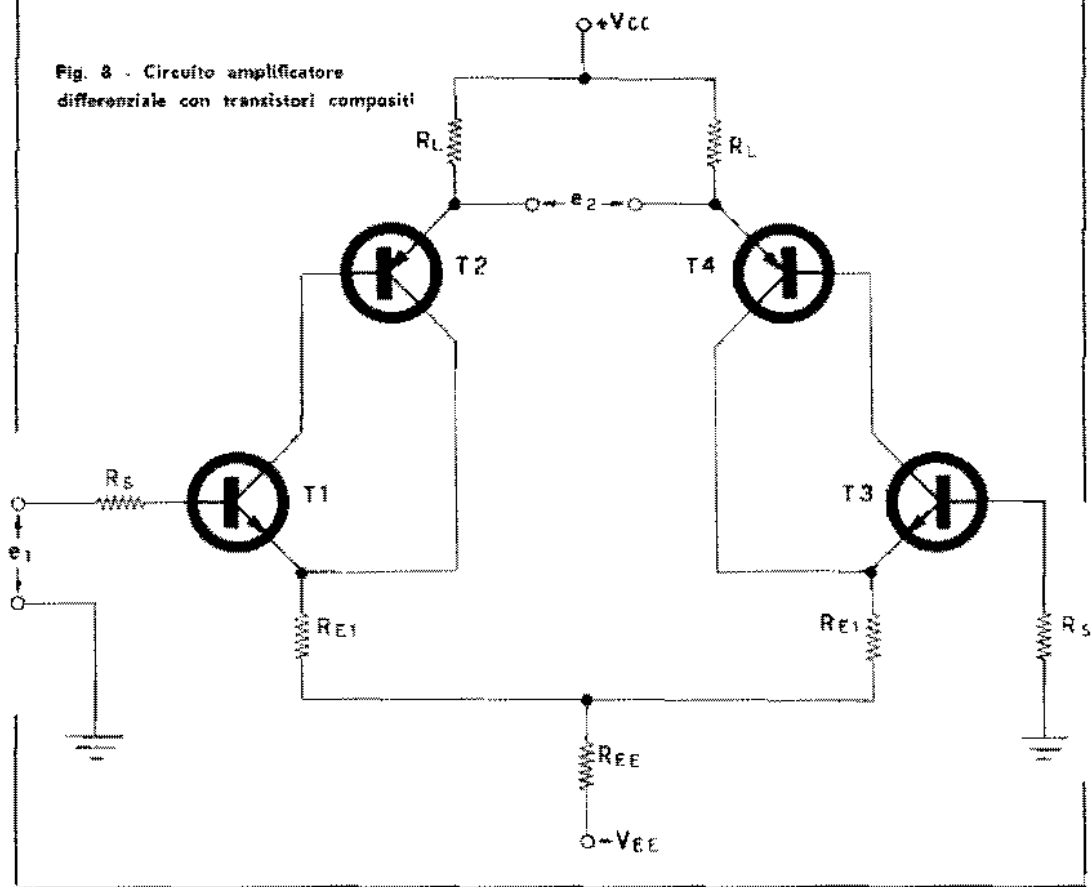 +VCC
Fig. 8 - Circuito amplificatore
differenziale con transistori compositi
RL
RL
e2
T2
T4
RS
T1
T3
e1
RE1
RE1
RS
REE
-VEE